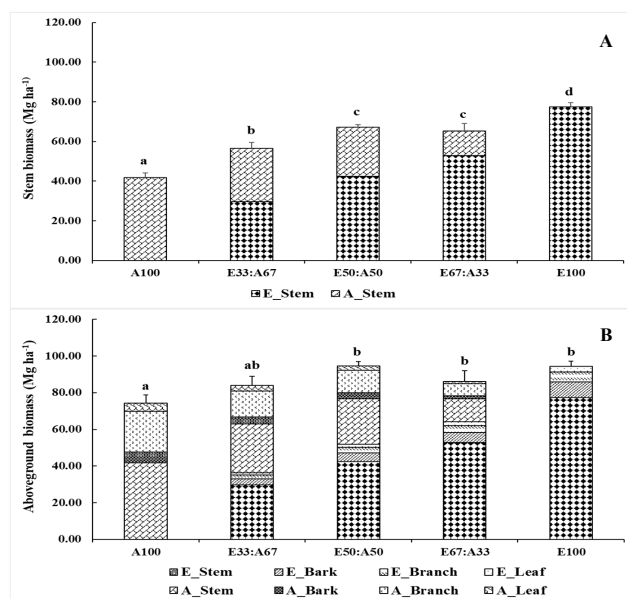 A
Stem biomass (Mg ha-1)
120.00
100.00
80.00
60.00
40.00
20.00
0.00
a
b
c
c
d
A100
E33:A67
E50:A50
E67:A33
E100
E_Stem
A_Stem
B
Aboveground biomass (Mg ha-1)
120.00
100.00
80.00
60.00
40.00
20.00
0.00
a
ab
b
b
b
A100
E33:A67
E50:A50
E67:A33
E100
E_Stem E_Bark E_Branch E_Leaf
A_Stem A_Bark A_Branch A_Leaf